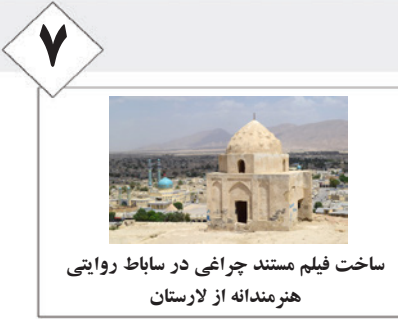 ۷
ساخت فیلم مستند چراغی در ساباط روایتی
هنرمندانه از لارستان